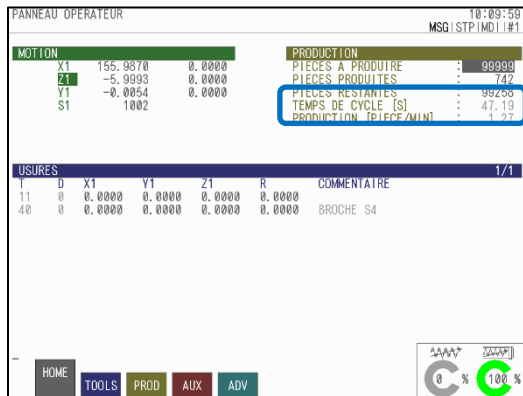 PANNEAU OPERATEUR 10:09:59
MSG|STP|MDI|#1
MOTION
X1 155.9870 0.0000
Z1 -5.9993 0.0000
Y1 -0.0054 0.0000
S1 1002
PRODUCTION
PIECES A PRODUIRE : 99999
PIECES PRODUITES : 742
PIECES RESTANTES : 99258
TEMPS DE CYCLE [S] : 47.19
PRODUCTION [PIECE/MIN] : 1.27
USURES 1/1
T D X1 Y1 Z1 R COMMENTAIRE
11 0 0.0000 0.0000 0.0000 0.0000
40 0 0.0000 0.0000 0.0000 0.0000 BROCHE S4
HOME TOOLS PROD AUX ADV
0 % 100 %